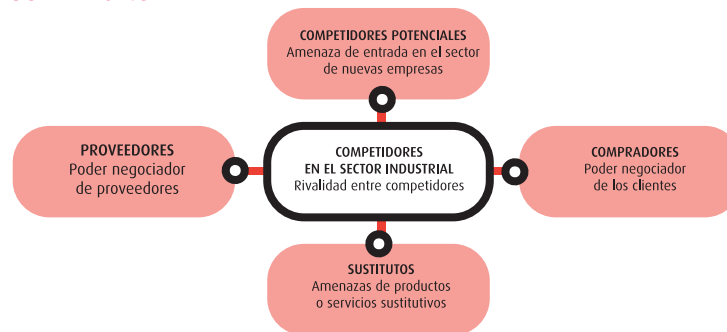 COMPETIDORES POTENCIALES
Amenaza de entrada en el sector
de nuevas empresas
PROVEEDORES
Poder negociador
de proveedores
COMPETIDORES
EN EL SECTOR INDUSTRIAL
Rivalidad entre competidores
COMPRADORES
Poder negociador
de los clientes
SUSTITUTOS
Amenazas de productos
o servicios sustitutivos